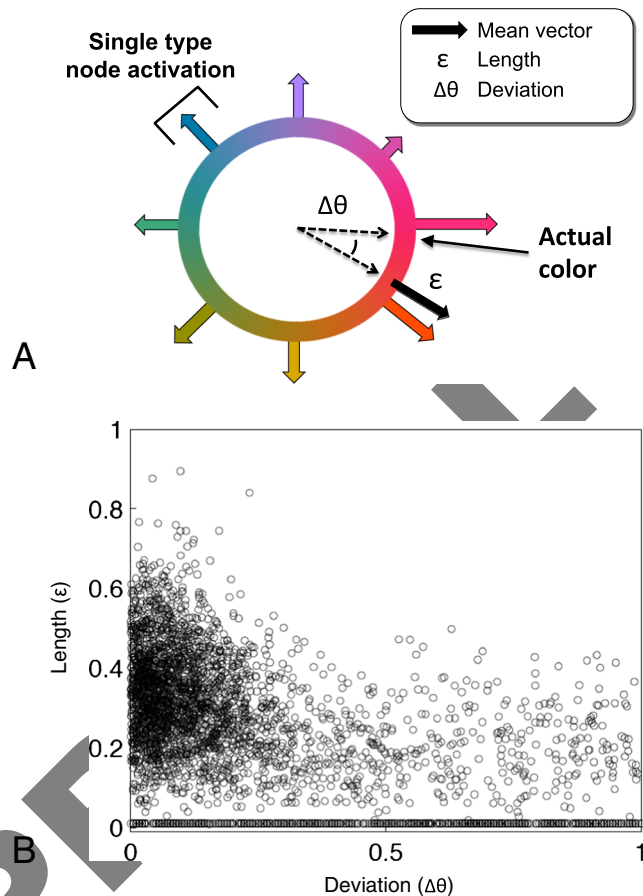 Single type
node activation
Mean vector
ε Length
Δθ Deviation
Δθ
Actual
color
ε
A
1
0.8
0.6
0.4
0.2
0
Length (ε)
0 0.5 1
Deviation (Δθ)
B